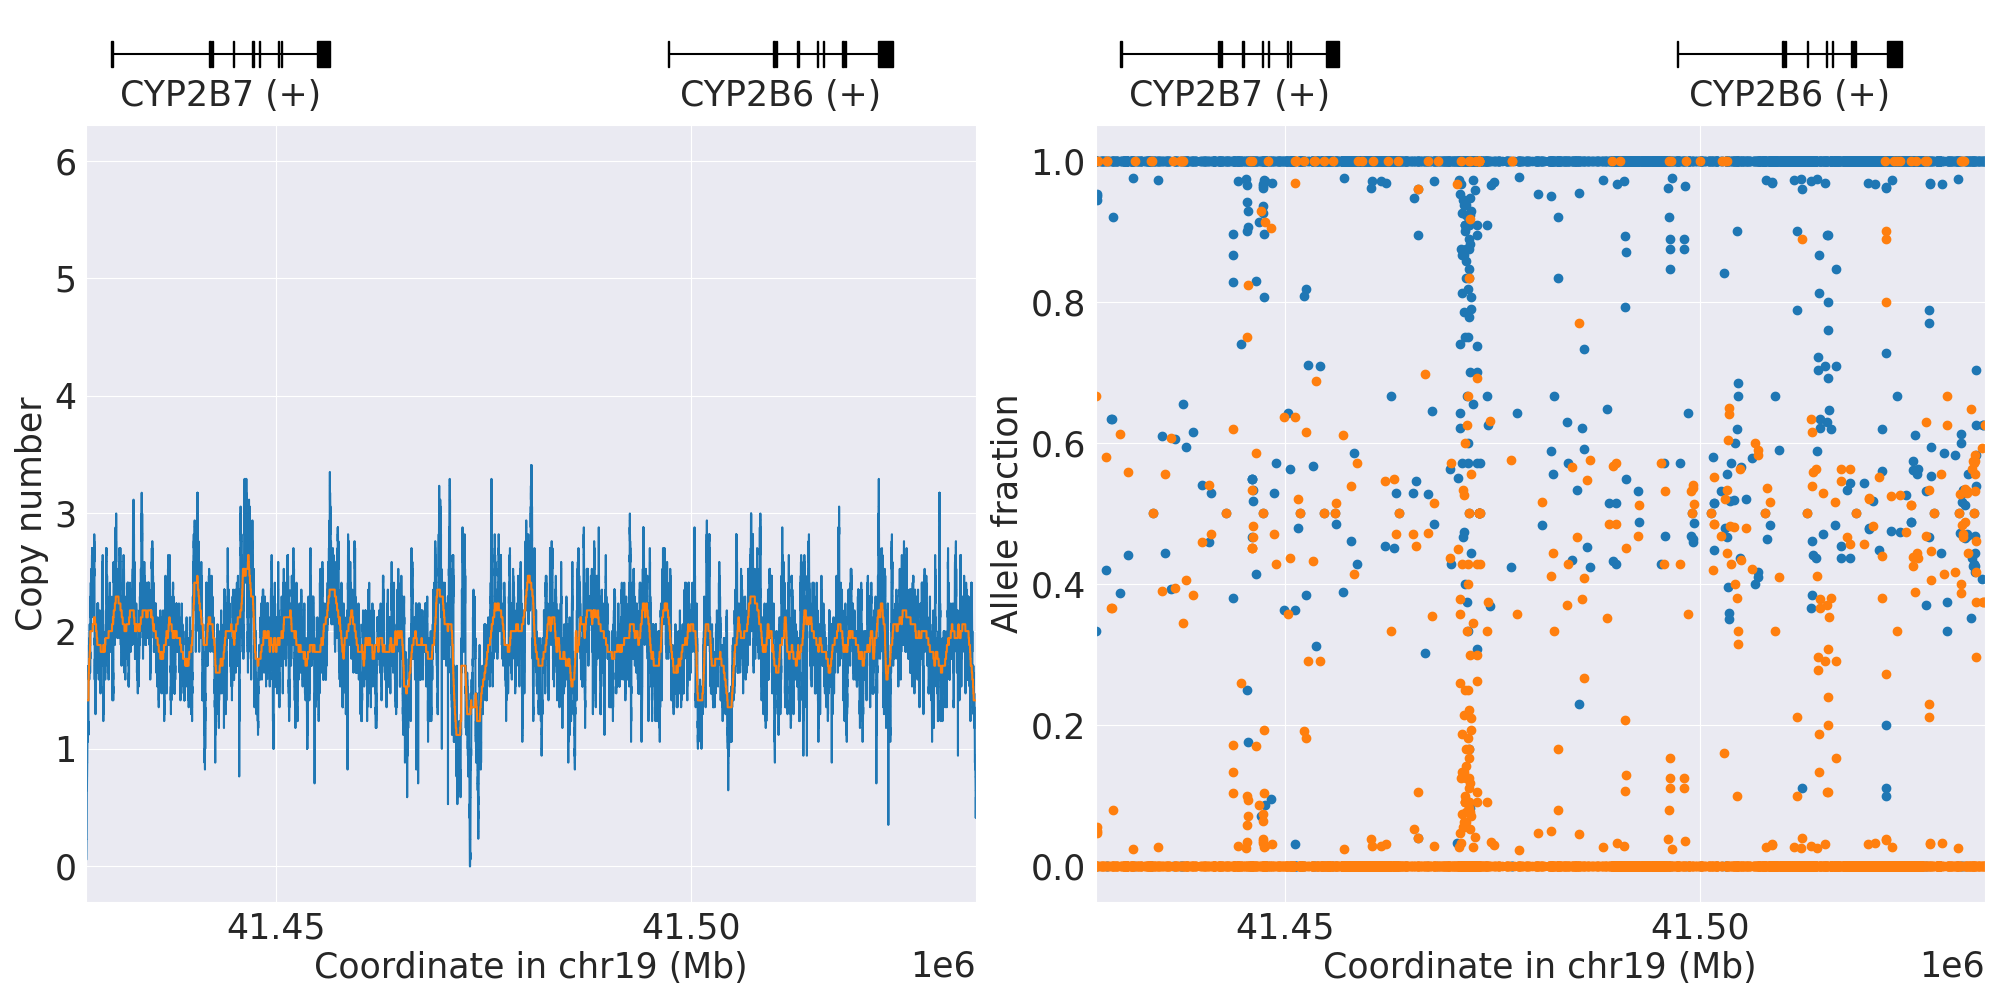 CYP2B7 (+) CYP2B6 (+)
6
5
4
3
2
1
0
Copy number
41.45 41.50
Coordinate in chr19 (Mb) 1e6
CYP2B7 (+) CYP2B6 (+)
1.0
0.8
0.6
0.4
0.2
0.0
Allele fraction
41.45 41.50
Coordinate in chr19 (Mb) 1e6